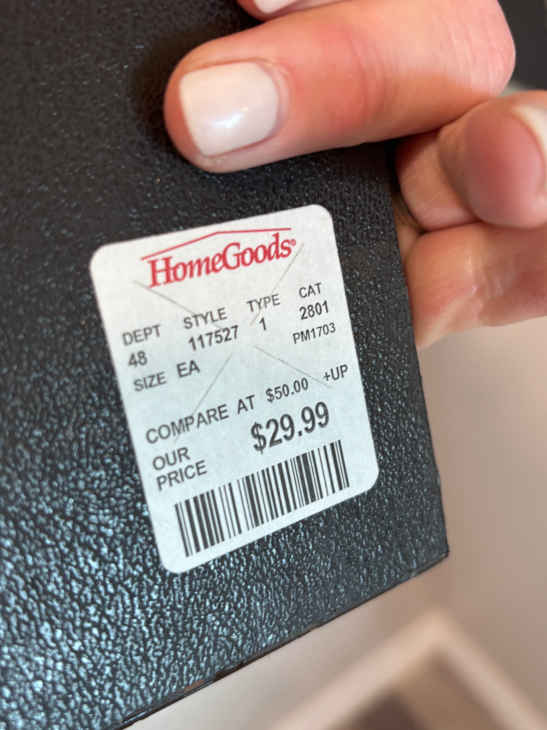 HomeGoods®
DEPT STYLE TYPE CAT
48 117527 1 2801
SIZE EA PM1703
COMPARE AT $50.00 +UP
OUR PRICE $29.99